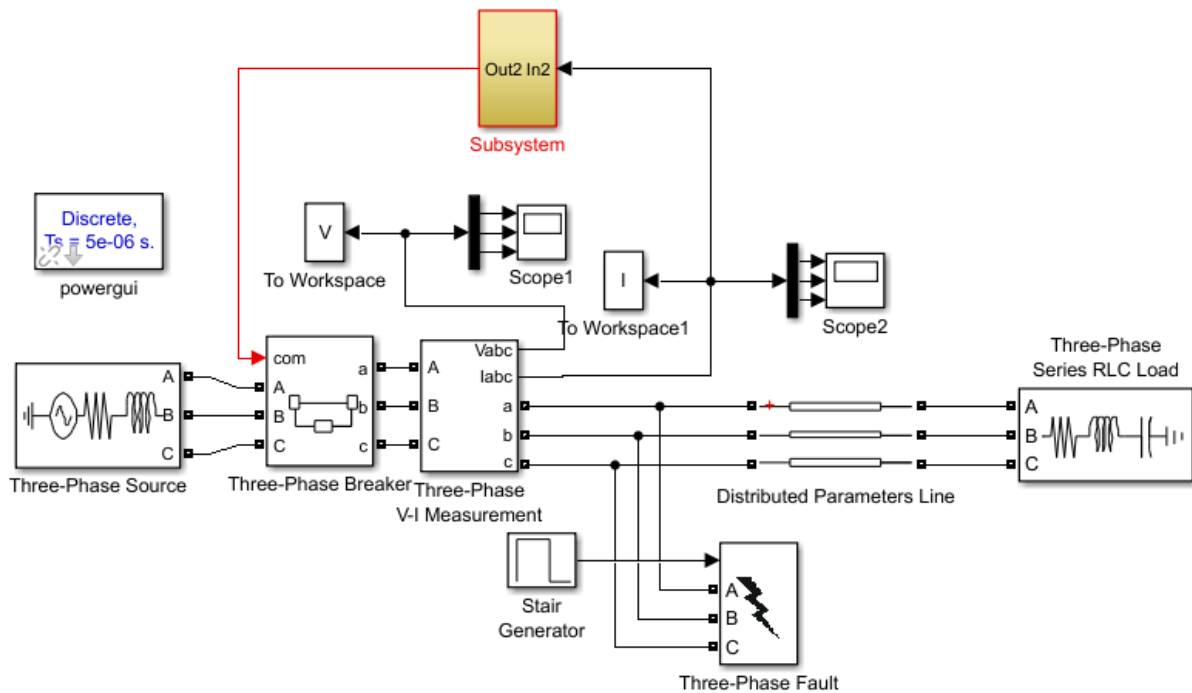 Out2 In2
Subsystem
Discrete,
Ts = 5e-06 s.
powergui
V
To Workspace
Scope1
I
To Workspace1
Scope2
Vabc
Iabc
com
A
B
C
A
B
C
a
b
c
A
B
C
a
b
c
Three-Phase Source
Three-Phase Breaker
Three-Phase
V-I Measurement
Distributed Parameters Line
Three-Phase
Series RLC Load
A
B
C
Stair
Generator
A
B
C
Three-Phase Fault